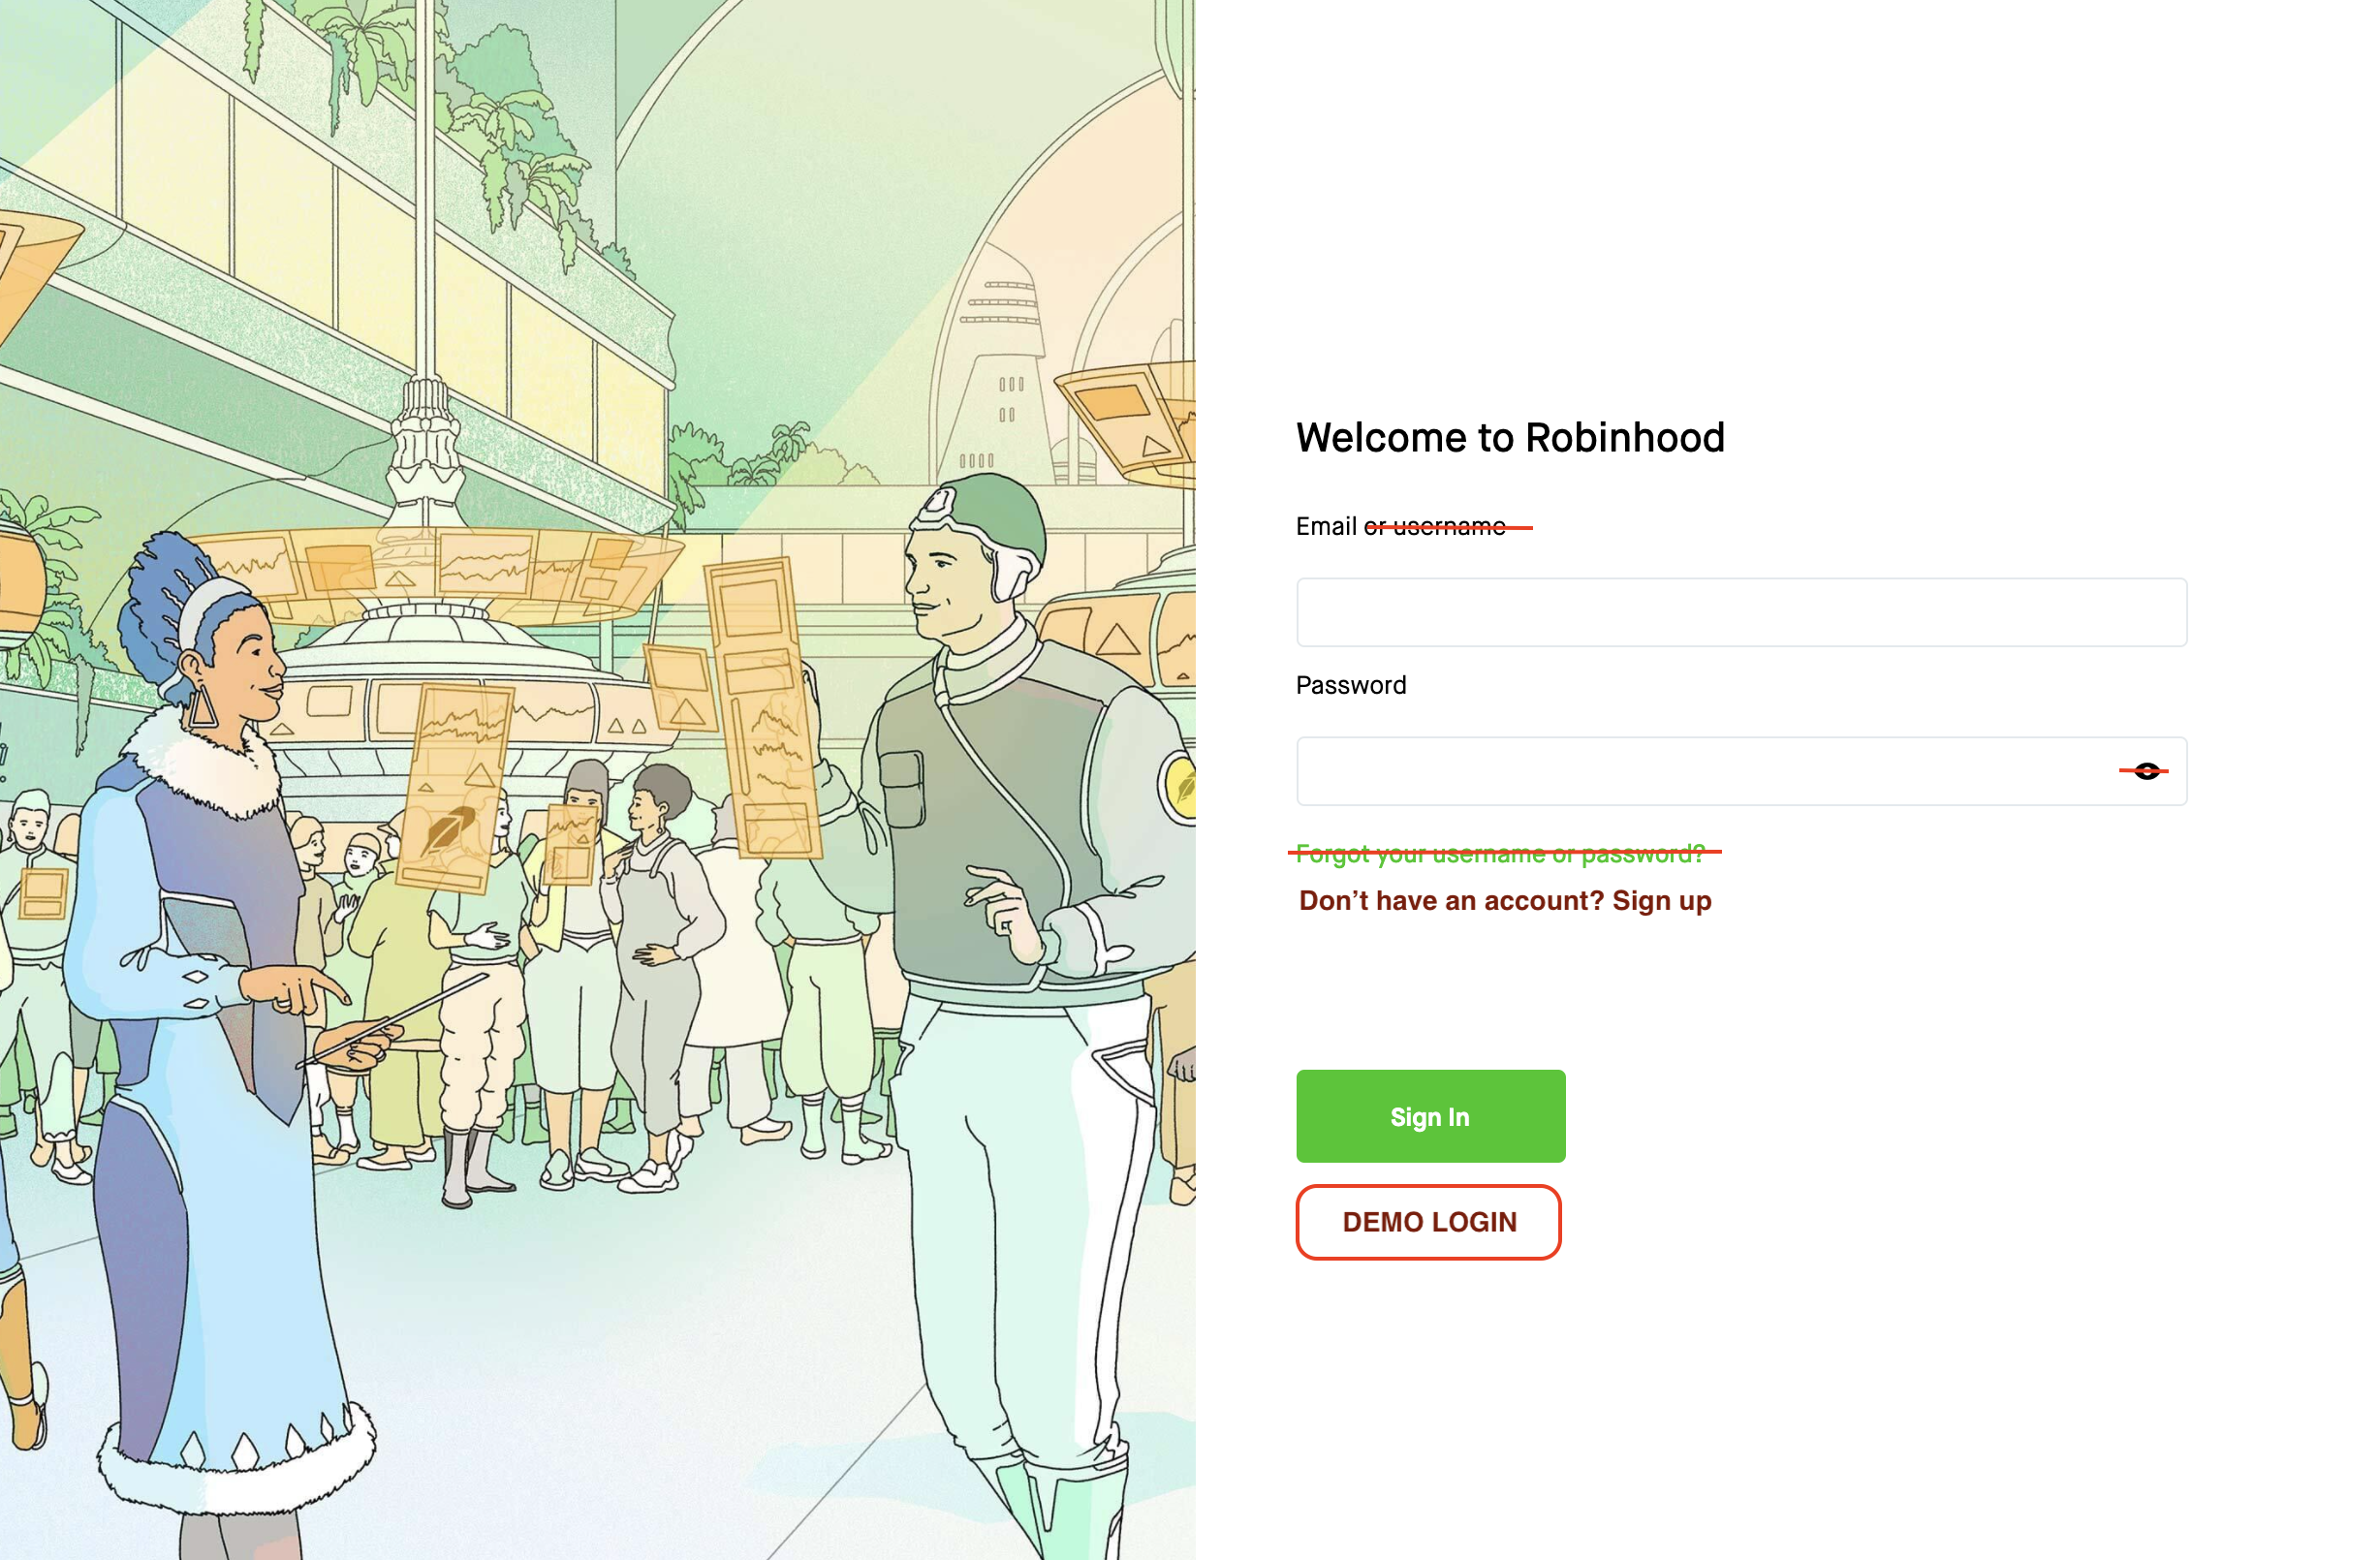 Welcome to Robinhood
Email or username
Password
Forgot your username or password?
Don’t have an account? Sign up
Sign In
DEMO LOGIN